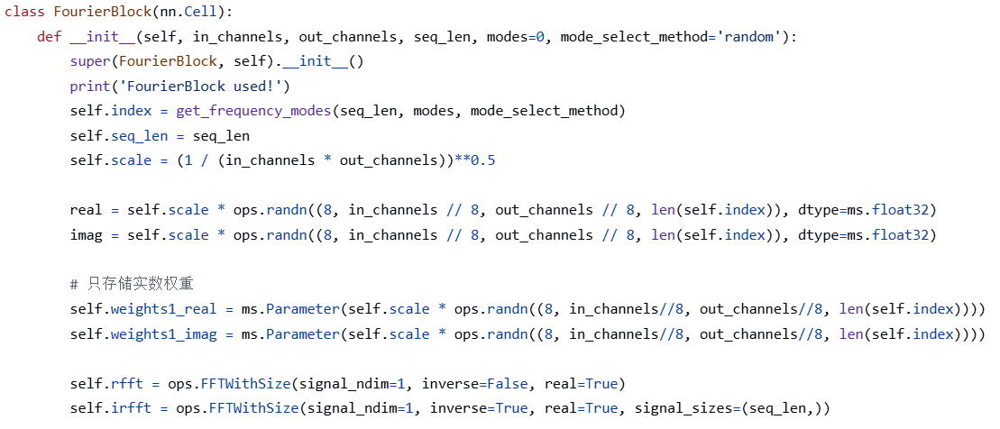 class FourierBlock(nn.Cell):
    def __init__(self, in_channels, out_channels, seq_len, modes=0, mode_select_method='random'):
        super(FourierBlock, self).__init__()
        print('FourierBlock used!')
        self.index = get_frequency_modes(seq_len, modes, mode_select_method)
        self.seq_len = seq_len
        self.scale = (1 / (in_channels * out_channels))**0.5

        real = self.scale * ops.randn((8, in_channels // 8, out_channels // 8, len(self.index)), dtype=ms.float32)
        imag = self.scale * ops.randn((8, in_channels // 8, out_channels // 8, len(self.index)), dtype=ms.float32)

        # 只存储实数权重
        self.weights1_real = ms.Parameter(self.scale * ops.randn((8, in_channels//8, out_channels//8, len(self.index))))
        self.weights1_imag = ms.Parameter(self.scale * ops.randn((8, in_channels//8, out_channels//8, len(self.index))))

        self.rfft = ops.FFTWithSize(signal_ndim=1, inverse=False, real=True)
        self.irfft = ops.FFTWithSize(signal_ndim=1, inverse=True, real=True, signal_sizes=(seq_len,))